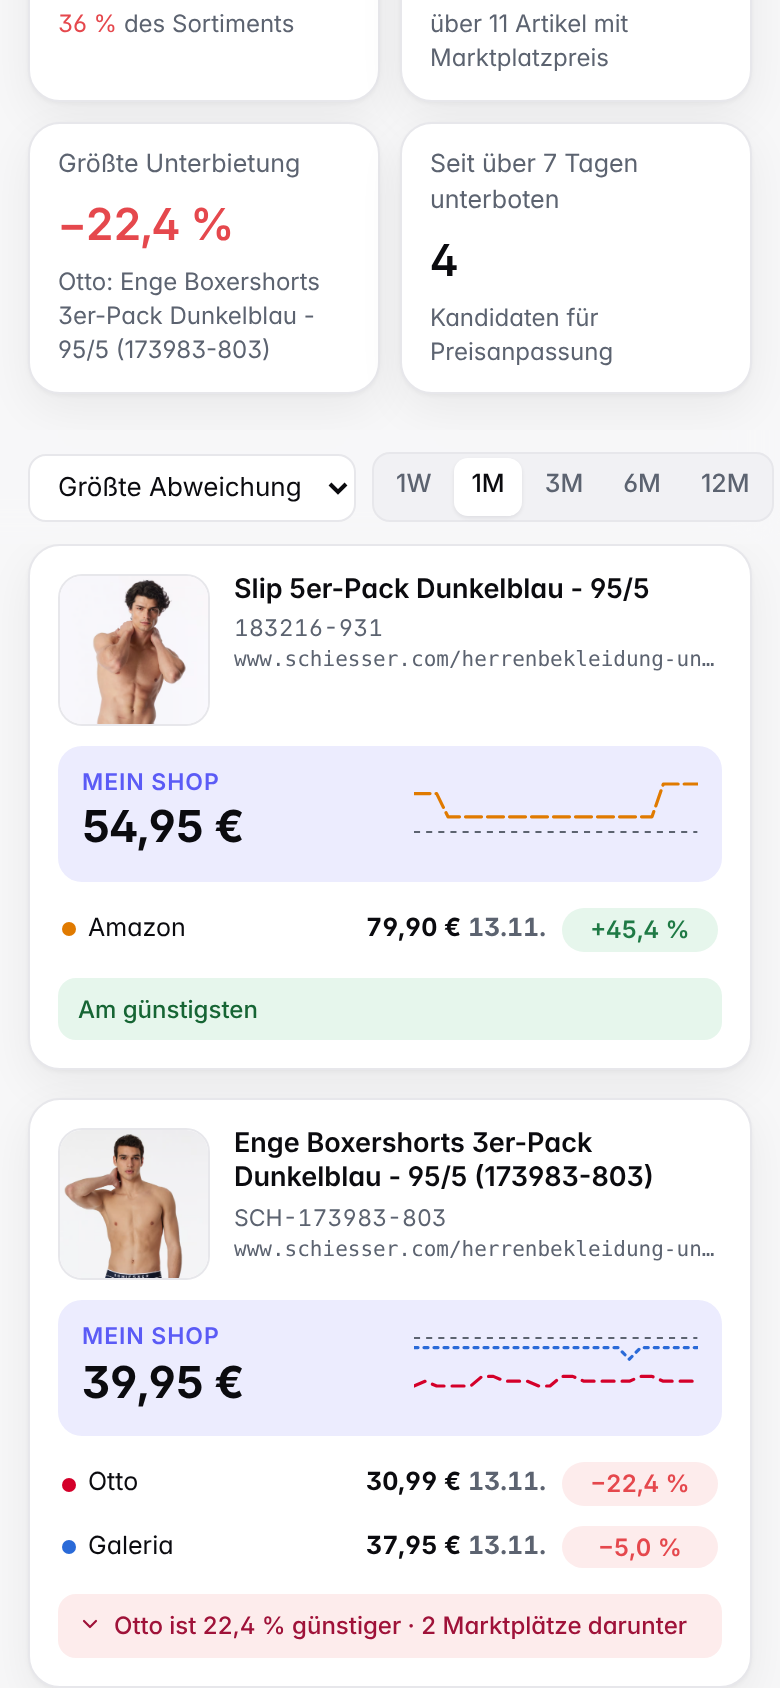 36 % des Sortiments
über 11 Artikel mit
Marktplatzpreis
Größte Unterbietung
−22,4 %
Otto: Enge Boxershorts
3er-Pack Dunkelblau -
95/5 (173983-803)
Seit über 7 Tagen
unterboten
4
Kandidaten für
Preisanpassung
Größte Abweichung
1W 1M 3M 6M 12M
Slip 5er-Pack Dunkelblau - 95/5
183216-931
www.schiesser.com/herrenbekleidung-un…
MEIN SHOP
54,95 €
Amazon 79,90 € 13.11. +45,4 %
Am günstigsten
Enge Boxershorts 3er-Pack
Dunkelblau - 95/5 (173983-803)
SCH-173983-803
www.schiesser.com/herrenbekleidung-un…
MEIN SHOP
39,95 €
Otto 30,99 € 13.11. −22,4 %
Galeria 37,95 € 13.11. −5,0 %
Otto ist 22,4 % günstiger · 2 Marktplätze darunter